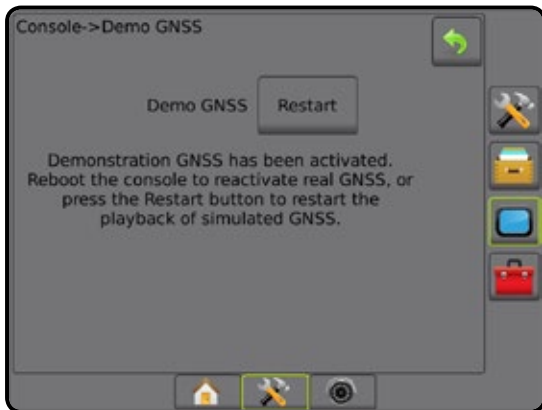 Console->Demo GNSS
Demo GNSS Restart
Demonstration GNSS has been activated.
Reboot the console to reactivate real GNSS, or
press the Restart button to restart the
playback of simulated GNSS.